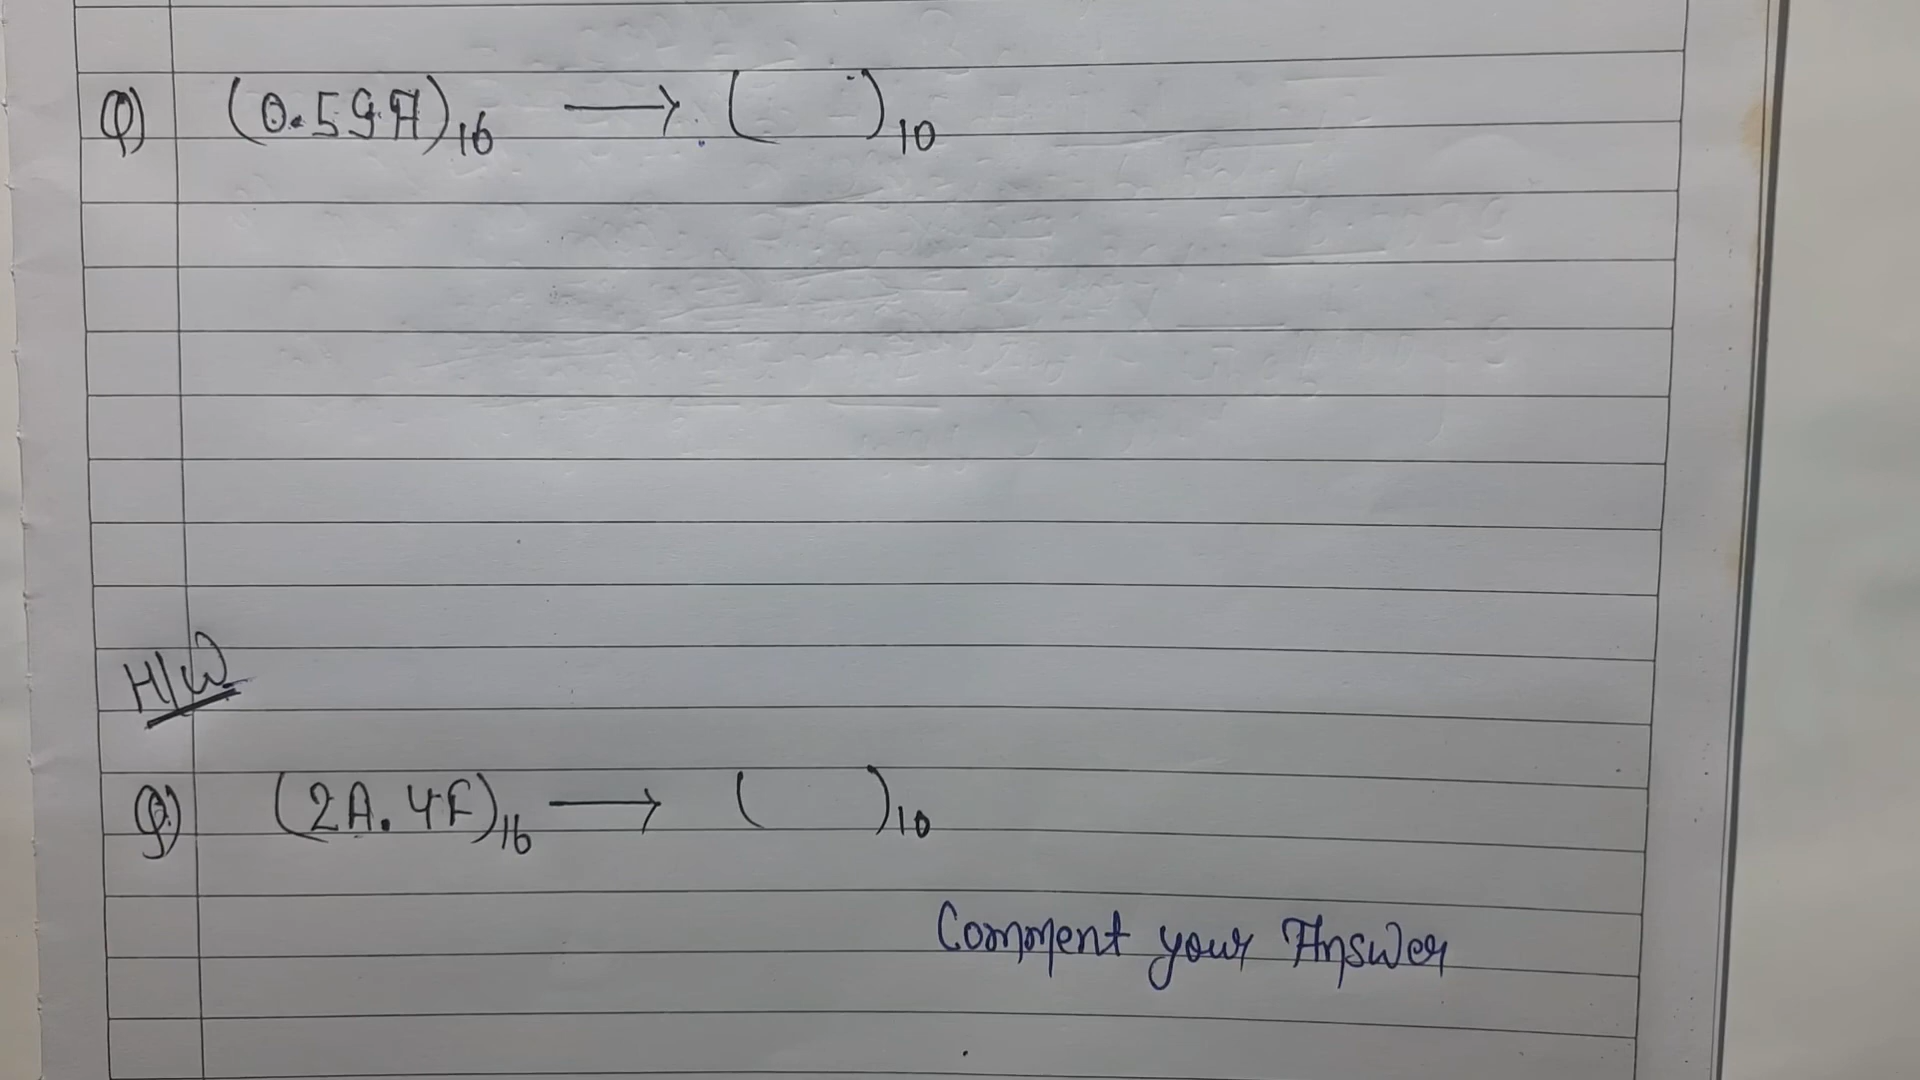 Q) (0.59A)₁₆ → ( )₁₀
H/W
Q) (2A.4F)₁₆ → ( )₁₀
Comment your Answer